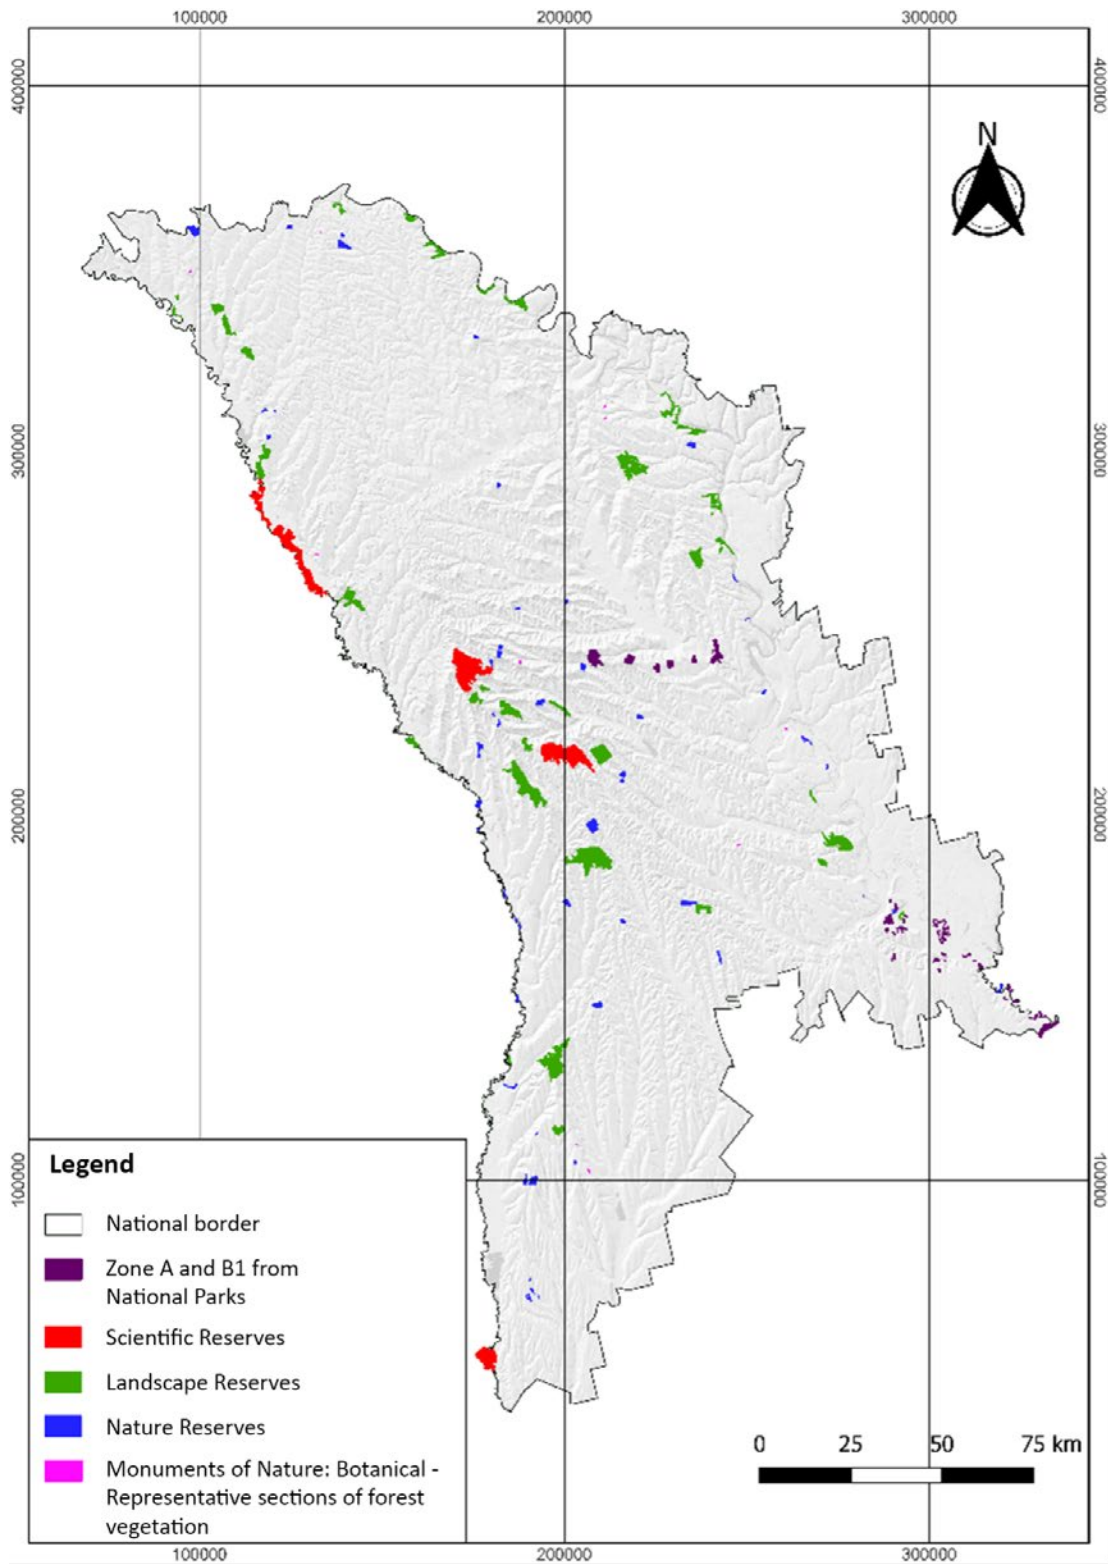 100000 200000 300000
400000 400000
N
300000 300000
200000 200000
100000 100000
Legend
National border
Zone A and B1 from
National Parks
Scientific Reserves
Landscape Reserves
Nature Reserves
Monuments of Nature: Botanical -
Representative sections of forest
vegetation
0 25 50 75 km
100000 200000 300000